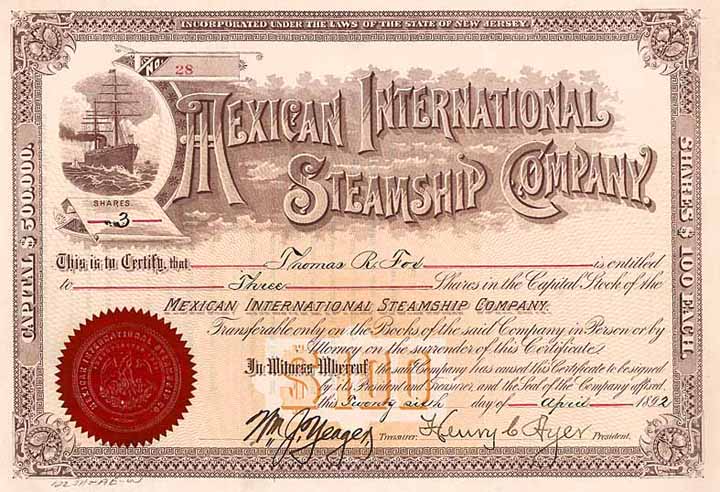 INCORPORATED UNDER THE LAWS OF THE STATE OF NEW JERSEY.
No. 28
MEXICAN INTERNATIONAL
STEAMSHIP COMPANY.
SHARES
3
CAPITAL $500,000.
SHARES $100 EACH.
This is to Certify, that Thomas R. Fox is entitled
to Three Shares in the Capital Stock of the
MEXICAN INTERNATIONAL STEAMSHIP COMPANY.
Transferable only on the Books of the said Company in Person or by
Attorney on the surrender of this Certificate.
$100
In Witness Whereof, the said Company has caused this Certificate to be signed
by its President and Treasurer, and the Seal of the Company affixed.
this Twenty sixth day of April 1892
Wm. J. Yeager Treasurer. Henry C Ayer President.
MEXICAN INTERNATIONAL